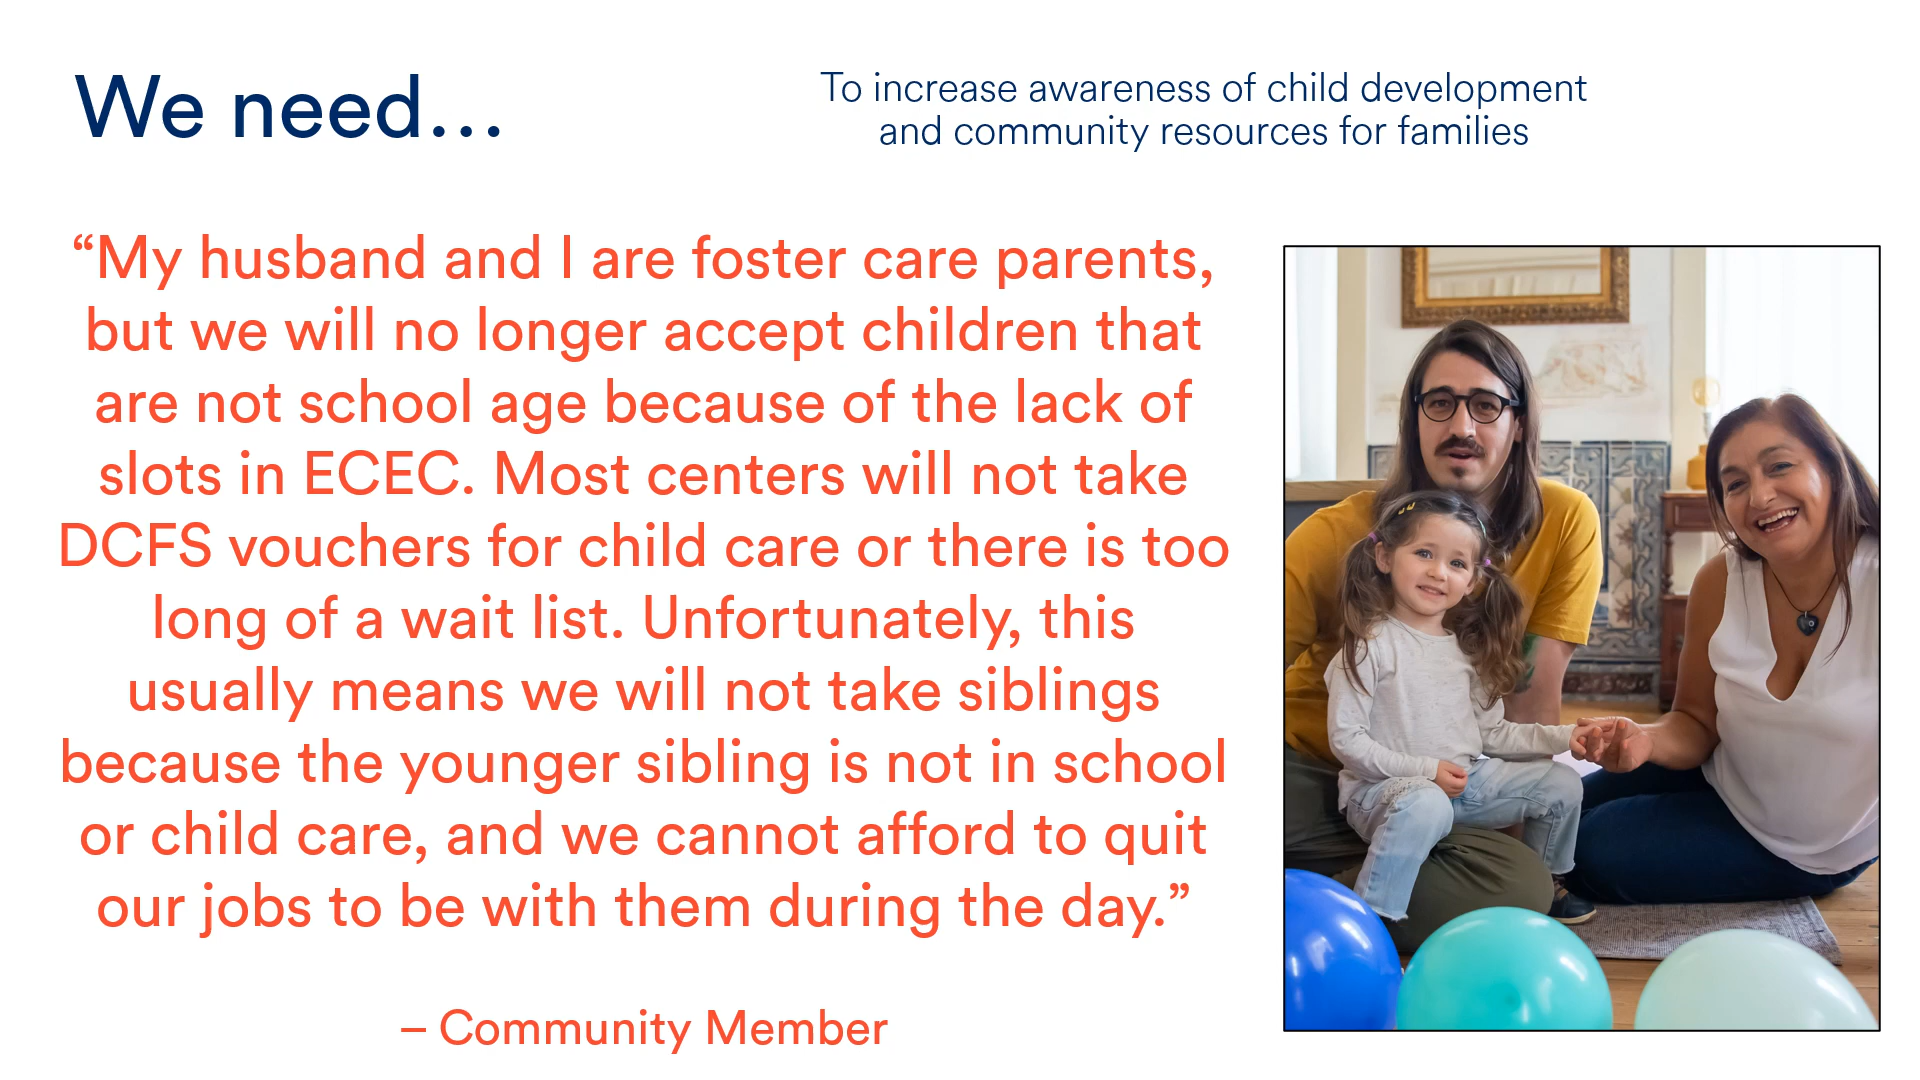 We need…
To increase awareness of child development
and community resources for families
“My husband and I are foster care parents,
but we will no longer accept children that
are not school age because of the lack of
slots in ECEC. Most centers will not take
DCFS vouchers for child care or there is too
long of a wait list. Unfortunately, this
usually means we will not take siblings
because the younger sibling is not in school
or child care, and we cannot afford to quit
our jobs to be with them during the day.”
– Community Member